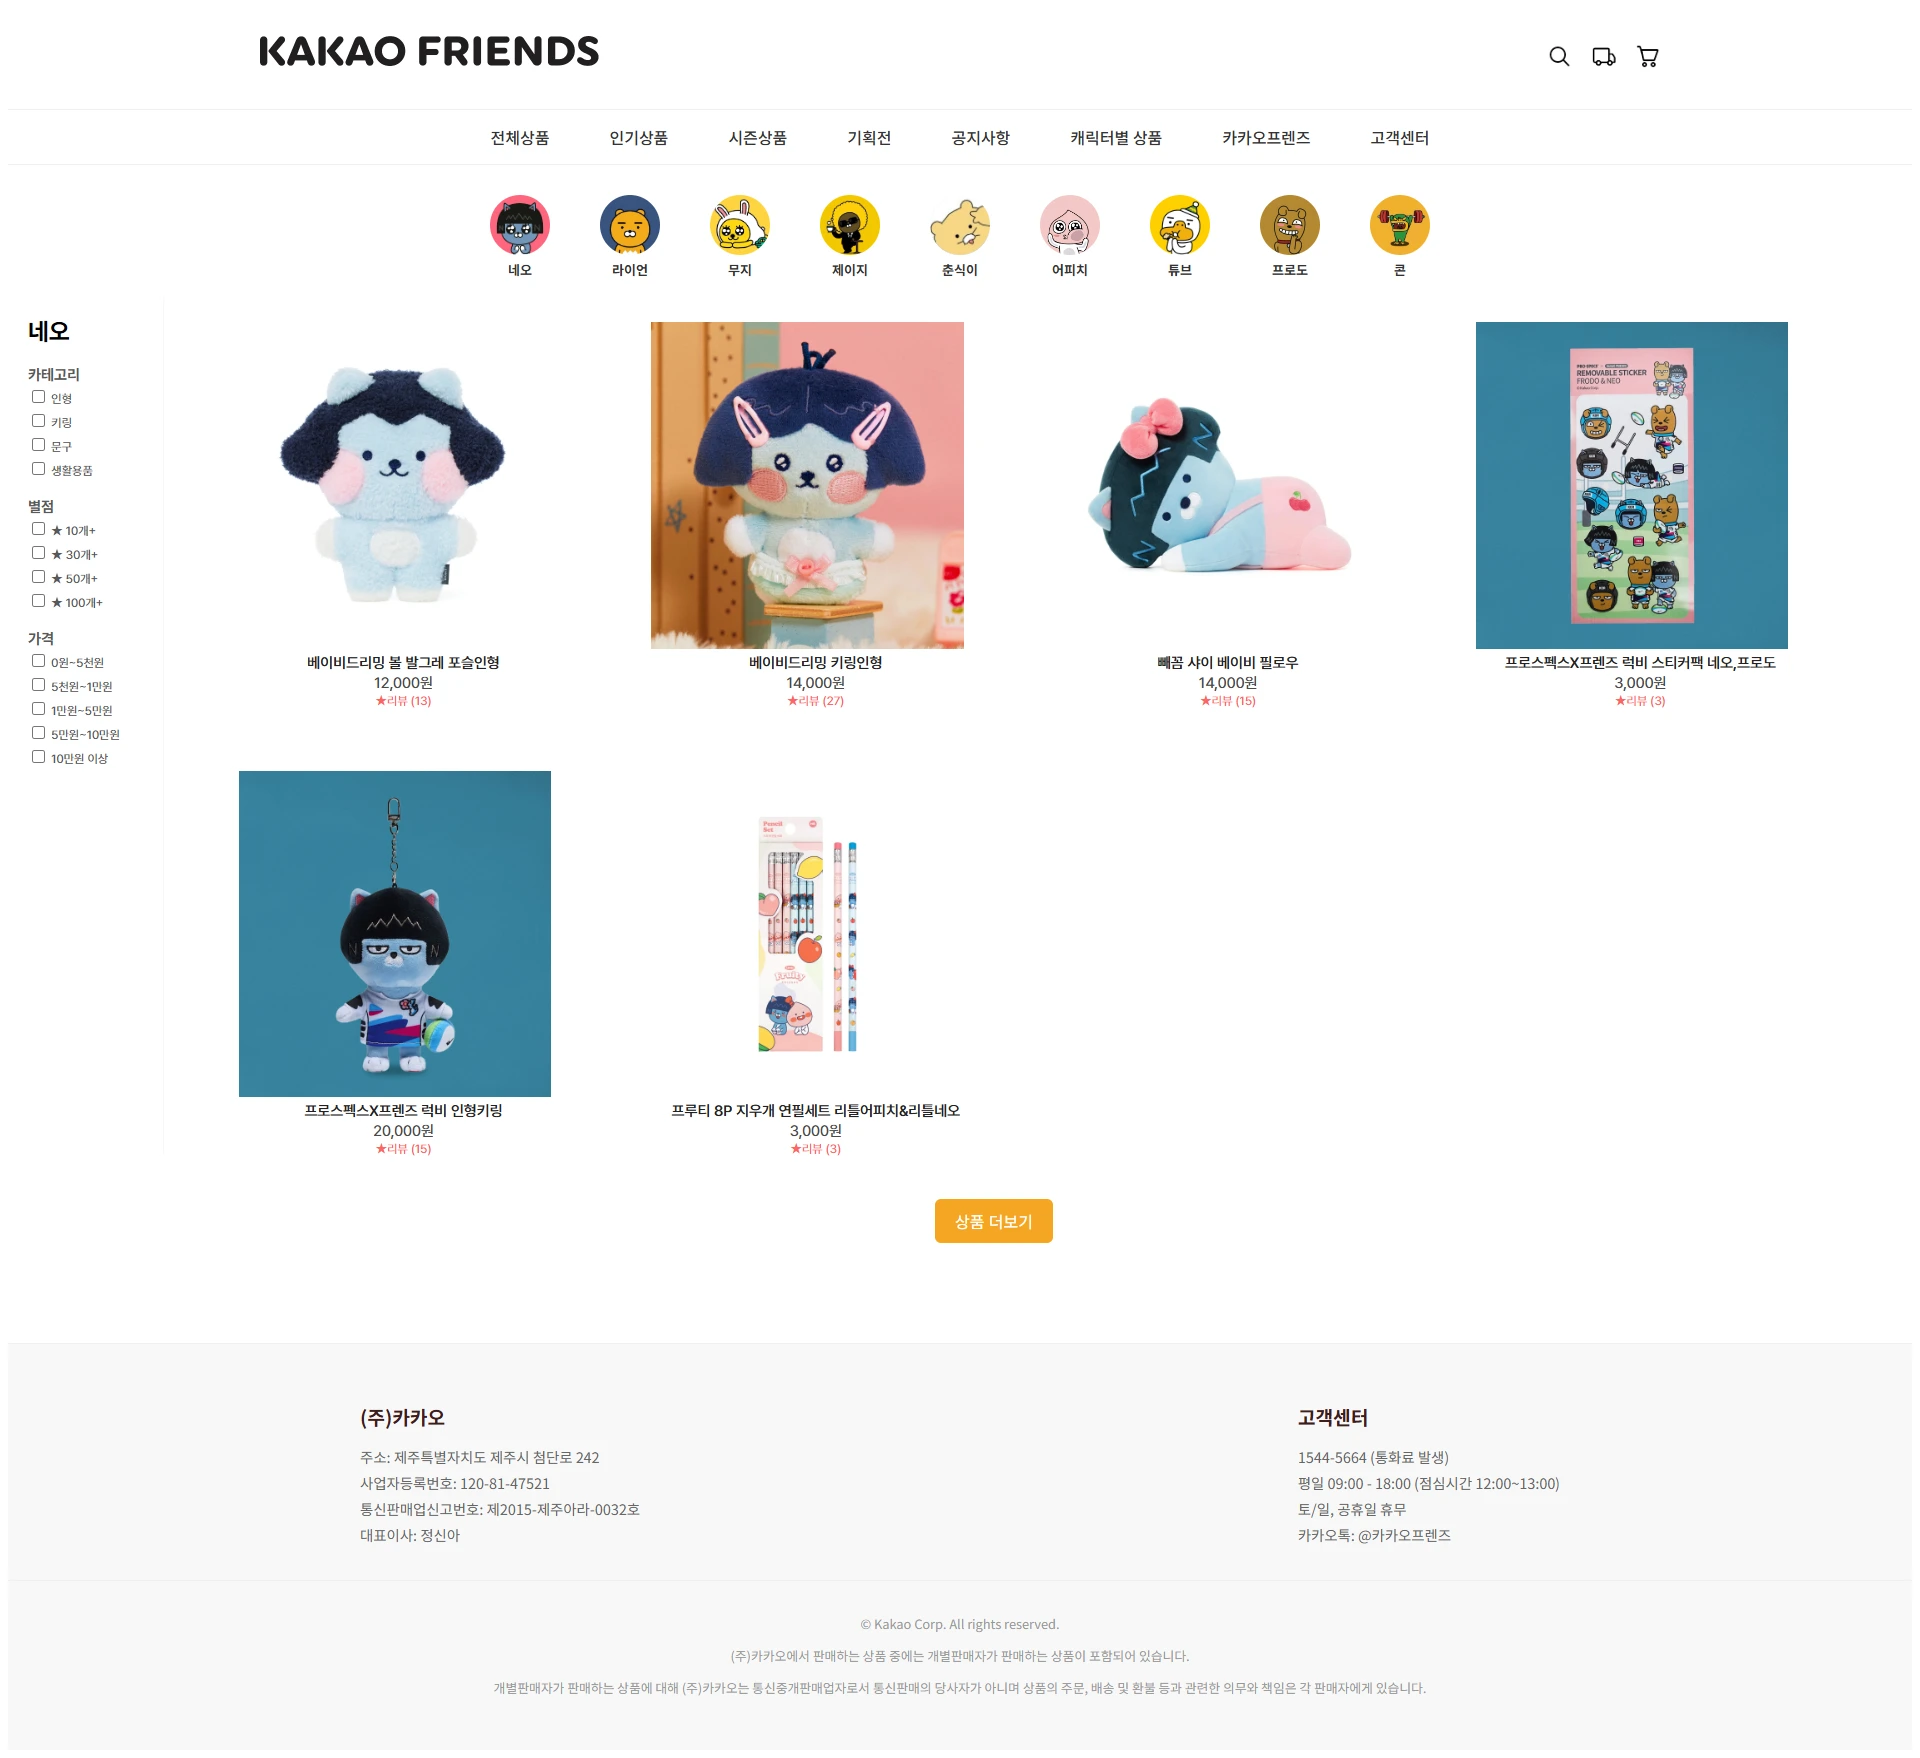 KAKAO FRIENDS
전체상품 인기상품 시즌상품 기획전 공지사항 캐릭터별 상품 카카오프렌즈 고객센터
네오 라이언 무지 제이지 춘식이 어피치 튜브 프로도 콘
네오
카테고리
인형
키링
문구
생활용품
별점
★ 10개+
★ 30개+
★ 50개+
★ 100개+
가격
0원~5천원
5천원~1만원
1만원~5만원
5만원~10만원
10만원 이상
REMOVABLE STICKER
FRODO & NEO
베이비드리밍 볼 발그레 포슬인형
12,000원
★리뷰 (13)
베이비드리밍 키링인형
14,000원
★리뷰 (27)
빼꼼 샤이 베이비 필로우
14,000원
★리뷰 (15)
프로스펙스X프렌즈 럭비 스티커팩 네오,프로도
3,000원
★리뷰 (3)
Pencil
Set
Fruity
프로스펙스X프렌즈 럭비 인형키링
20,000원
★리뷰 (15)
프루티 8P 지우개 연필세트 리틀어피치&리틀네오
3,000원
★리뷰 (3)
상품 더보기
(주)카카오
주소: 제주특별자치도 제주시 첨단로 242
사업자등록번호: 120-81-47521
통신판매업신고번호: 제2015-제주아라-0032호
대표이사: 정신아
고객센터
1544-5664 (통화료 발생)
평일 09:00 - 18:00 (점심시간 12:00~13:00)
토/일, 공휴일 휴무
카카오톡: @카카오프렌즈
© Kakao Corp. All rights reserved.
(주)카카오에서 판매하는 상품 중에는 개별판매자가 판매하는 상품이 포함되어 있습니다.
개별판매자가 판매하는 상품에 대해 (주)카카오는 통신중개판매업자로서 통신판매의 당사자가 아니며 상품의 주문, 배송 및 환불 등과 관련한 의무와 책임은 각 판매자에게 있습니다.